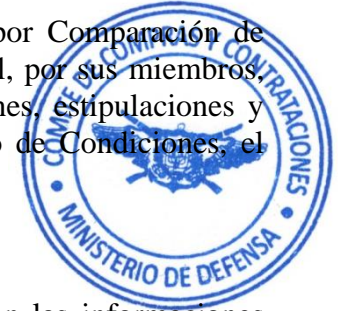 por Comparación de
l, por sus miembros,
nes, estipulaciones y
o de Condiciones, el
COMITÉ DE COMPRAS Y CONTRATACIONES
MINISTERIO DE DEFENSA
n las informaciones